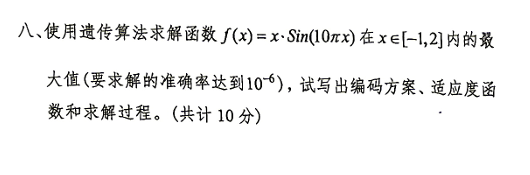 八、使用遗传算法求解函数 f(x)=x·Sin(10πx) 在 x∈[-1,2] 内的最
大值(要求解的准确率达到10⁻⁶)，试写出编码方案、适应度函
数和求解过程。(共计 10 分)